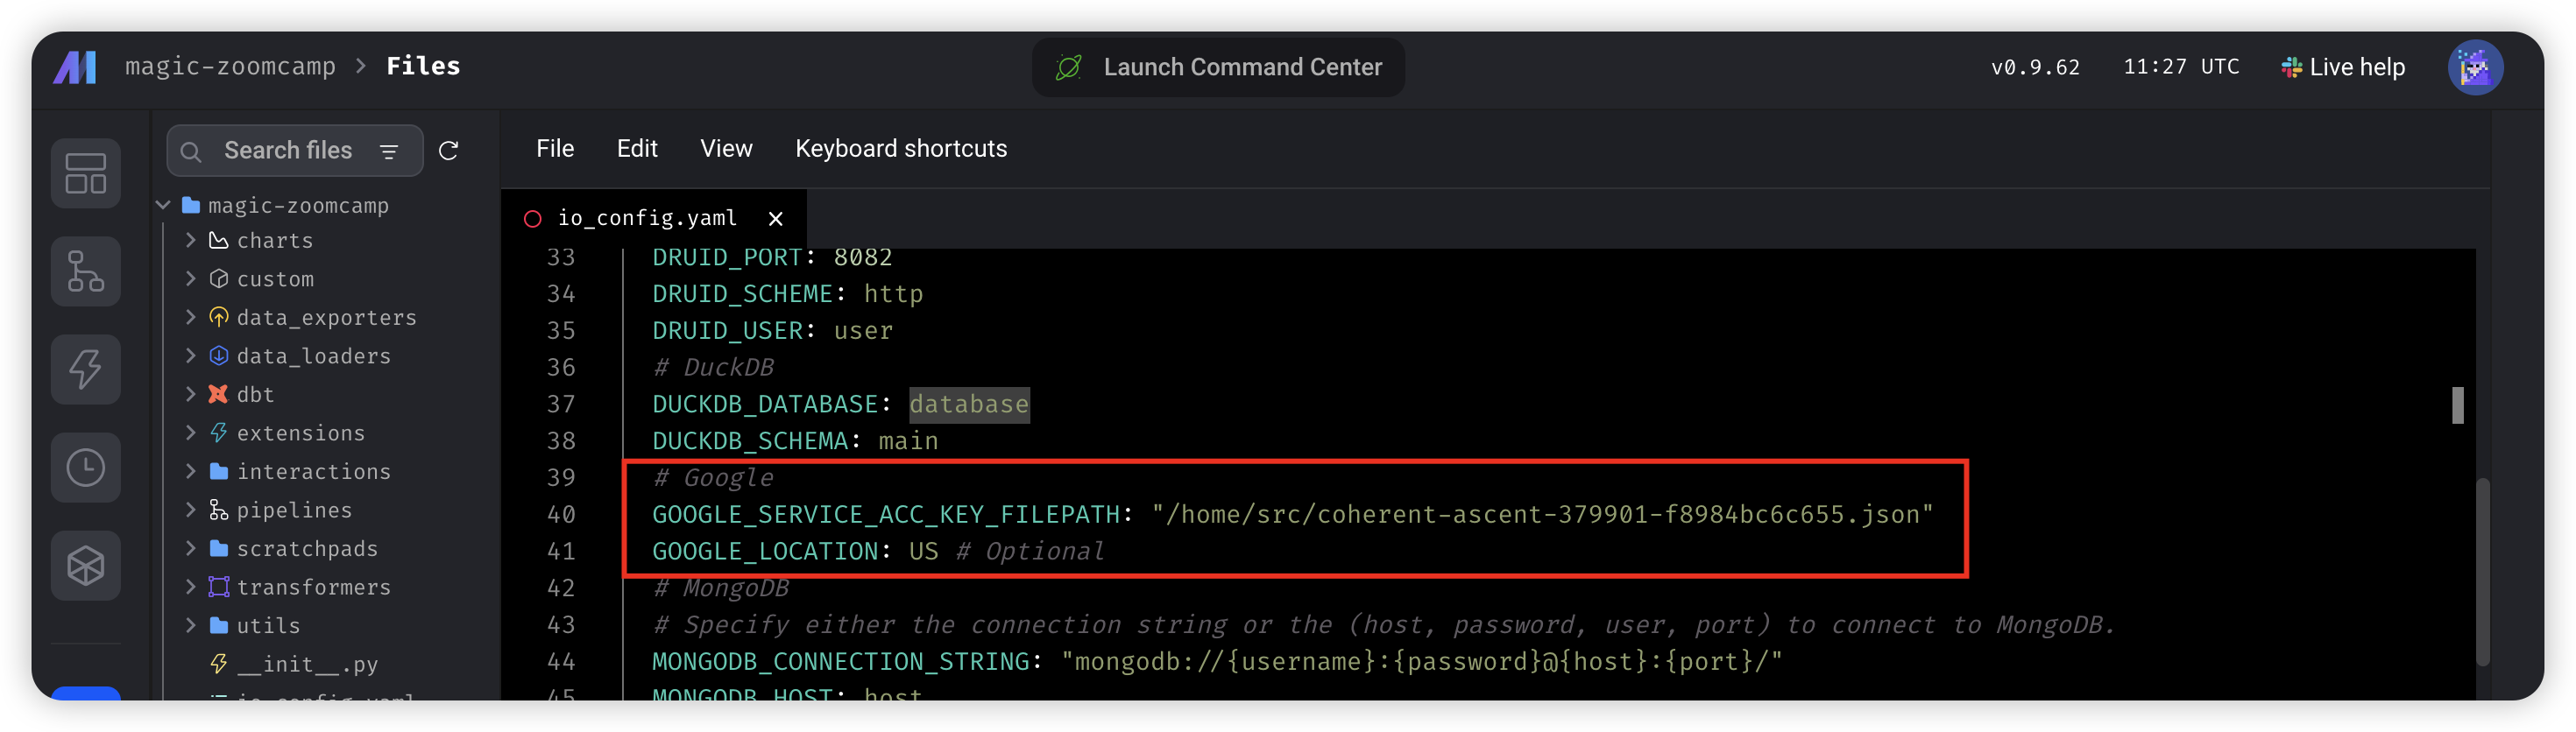 magic-zoomcamp > Files
Launch Command Center
v0.9.62
11:27 UTC
Live help
Search files
magic-zoomcamp
charts
custom
data_exporters
data_loaders
dbt
extensions
interactions
pipelines
scratchpads
transformers
utils
__init__.py
io_config.yaml
File Edit View Keyboard shortcuts
io_config.yaml
33 DRUID_PORT: 8082
34 DRUID_SCHEME: http
35 DRUID_USER: user
36 # DuckDB
37 DUCKDB_DATABASE: database
38 DUCKDB_SCHEMA: main
39 # Google
40 GOOGLE_SERVICE_ACC_KEY_FILEPATH: "/home/src/coherent-ascent-379901-f8984bc6c655.json"
41 GOOGLE_LOCATION: US # Optional
42 # MongoDB
43 # Specify either the connection string or the (host, password, user, port) to connect to MongoDB.
44 MONGODB_CONNECTION_STRING: "mongodb://{username}:{password}@{host}:{port}/"
45 MONGODB_HOST: host